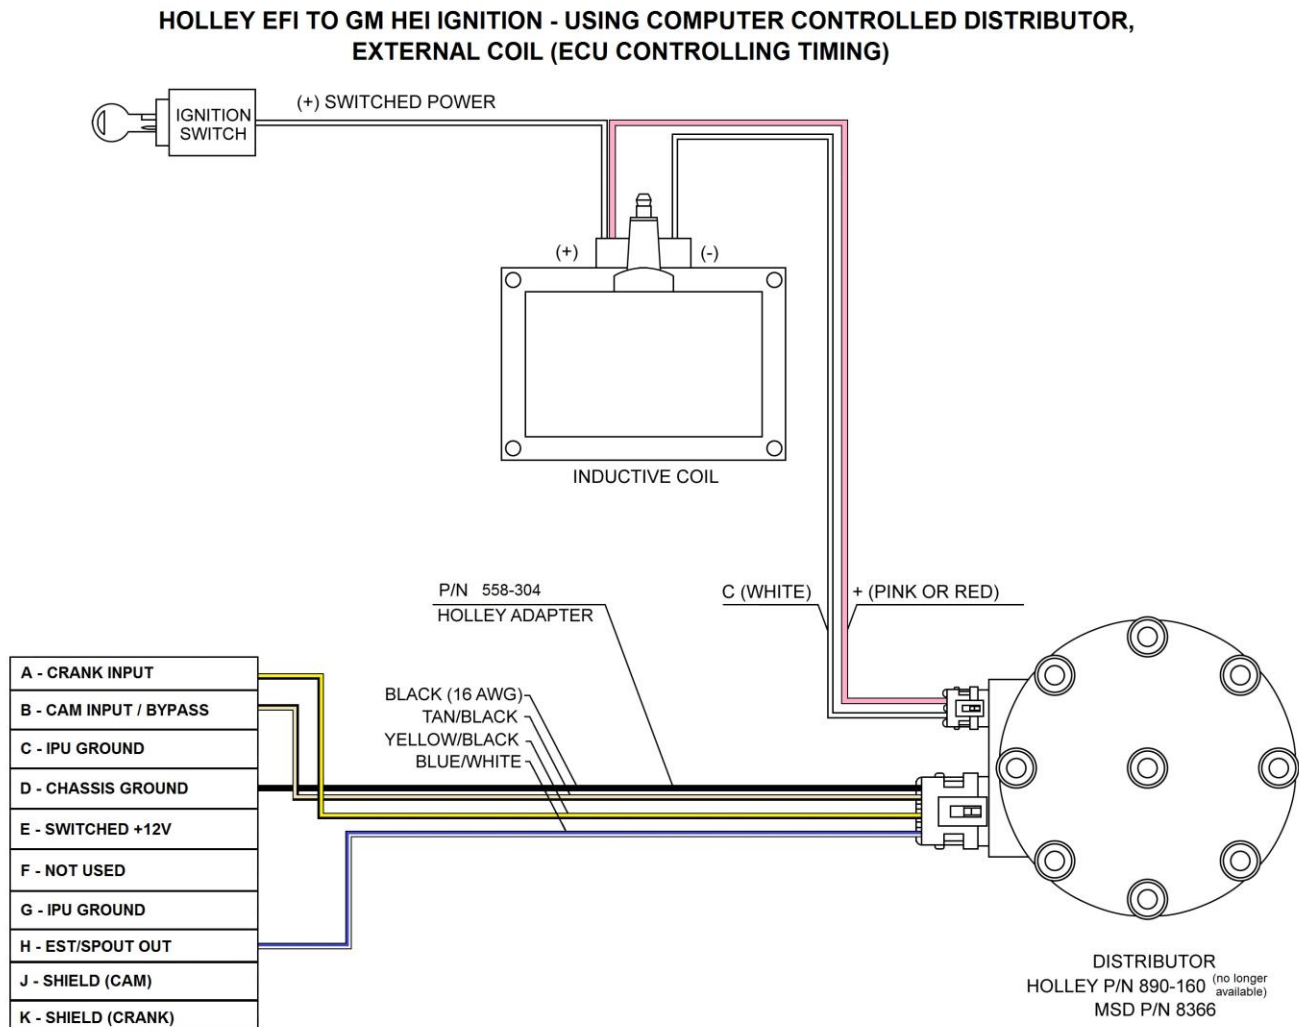 HOLLEY EFI TO GM HEI IGNITION - USING COMPUTER CONTROLLED DISTRIBUTOR,
EXTERNAL COIL (ECU CONTROLLING TIMING)
IGNITION
SWITCH
(+) SWITCHED POWER
(+)
(-)
INDUCTIVE COIL
P/N 558-304
HOLLEY ADAPTER
C (WHITE)
+ (PINK OR RED)
BLACK (16 AWG)
TAN/BLACK
YELLOW/BLACK
BLUE/WHITE
A - CRANK INPUT
B - CAM INPUT / BYPASS
C - IPU GROUND
D - CHASSIS GROUND
E - SWITCHED +12V
F - NOT USED
G - IPU GROUND
H - EST/SPOUT OUT
J - SHIELD (CAM)
K - SHIELD (CRANK)
DISTRIBUTOR
HOLLEY P/N 890-160 (no longer
available)
MSD P/N 8366